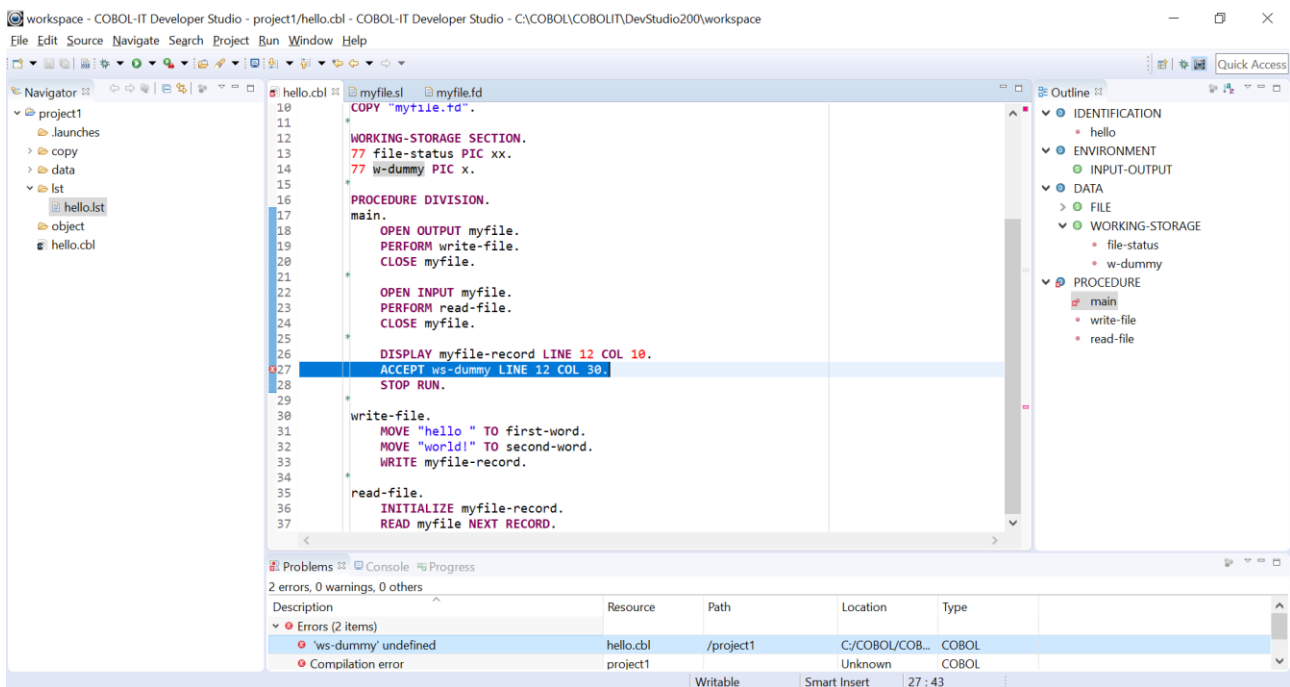 workspace - COBOL-IT Developer Studio - project1/hello.cbl - COBOL-IT Developer Studio - C:\COBOL\COBOLIT\DevStudio200\workspace
File Edit Source Navigate Search Project Run Window Help
Quick Access
Navigator
project1
.launches
copy
data
lst
hello.lst
object
hello.cbl
hello.cbl myfile.sl myfile.fd
10 COPY "myfile.fd".
11 *
12 WORKING-STORAGE SECTION.
13 77 file-status PIC xx.
14 77 w-dummy PIC x.
15 *
16 PROCEDURE DIVISION.
17 main.
18 OPEN OUTPUT myfile.
19 PERFORM write-file.
20 CLOSE myfile.
21 *
22 OPEN INPUT myfile.
23 PERFORM read-file.
24 CLOSE myfile.
25 *
26 DISPLAY myfile-record LINE 12 COL 10.
27 ACCEPT ws-dummy LINE 12 COL 30.
28 STOP RUN.
29 *
30 write-file.
31 MOVE "hello " TO first-word.
32 MOVE "world!" TO second-word.
33 WRITE myfile-record.
34 *
35 read-file.
36 INITIALIZE myfile-record.
37 READ myfile NEXT RECORD.
Outline
IDENTIFICATION
hello
ENVIRONMENT
INPUT-OUTPUT
DATA
FILE
WORKING-STORAGE
file-status
w-dummy
PROCEDURE
main
write-file
read-file
Problems Console Progress
2 errors, 0 warnings, 0 others
Description Resource Path Location Type
Errors (2 items)
'ws-dummy' undefined hello.cbl /project1 C:/COBOL/COB... COBOL
Compilation error project1 Unknown COBOL
Writable Smart Insert 27 : 43